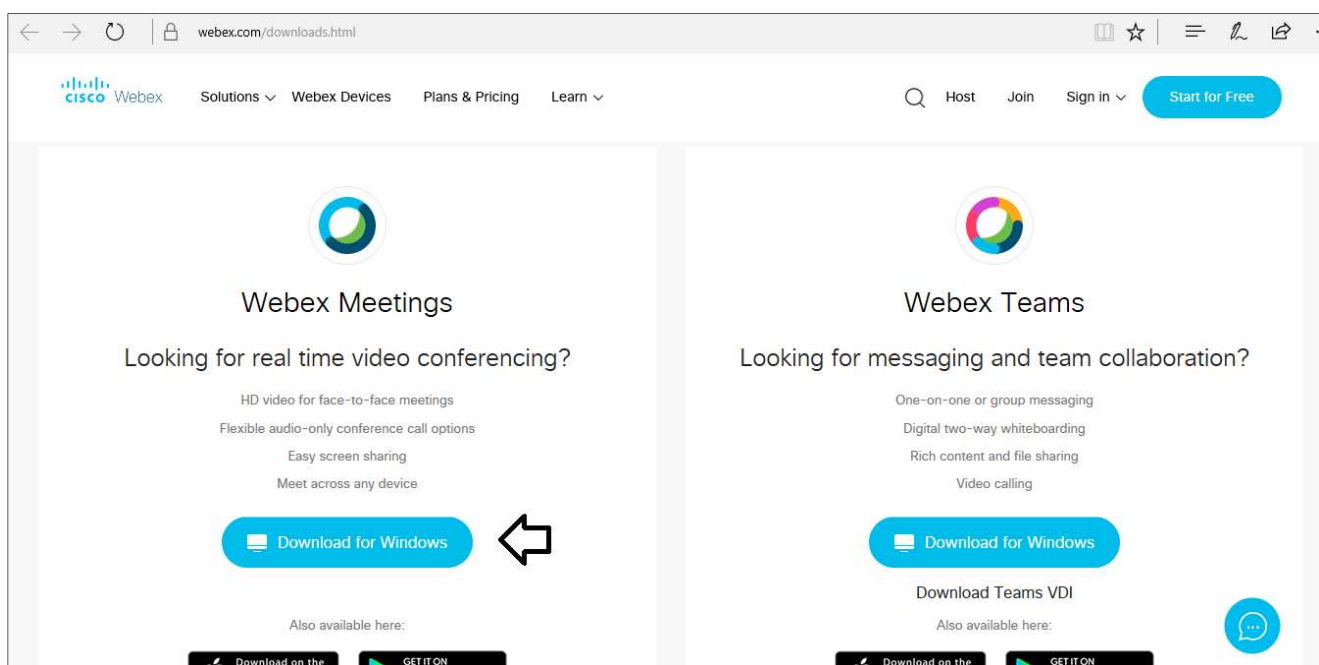 webex.com/downloads.html
CISCO Webex Solutions Webex Devices Plans & Pricing Learn Host Join Sign in Start for Free
Webex Meetings
Looking for real time video conferencing?
HD video for face-to-face meetings
Flexible audio-only conference call options
Easy screen sharing
Meet across any device
Download for Windows
Also available here:
Download on the
GET IT ON
Webex Teams
Looking for messaging and team collaboration?
One-on-one or group messaging
Digital two-way whiteboarding
Rich content and file sharing
Video calling
Download for Windows
Download Teams VDI
Also available here:
Download on the
GET IT ON